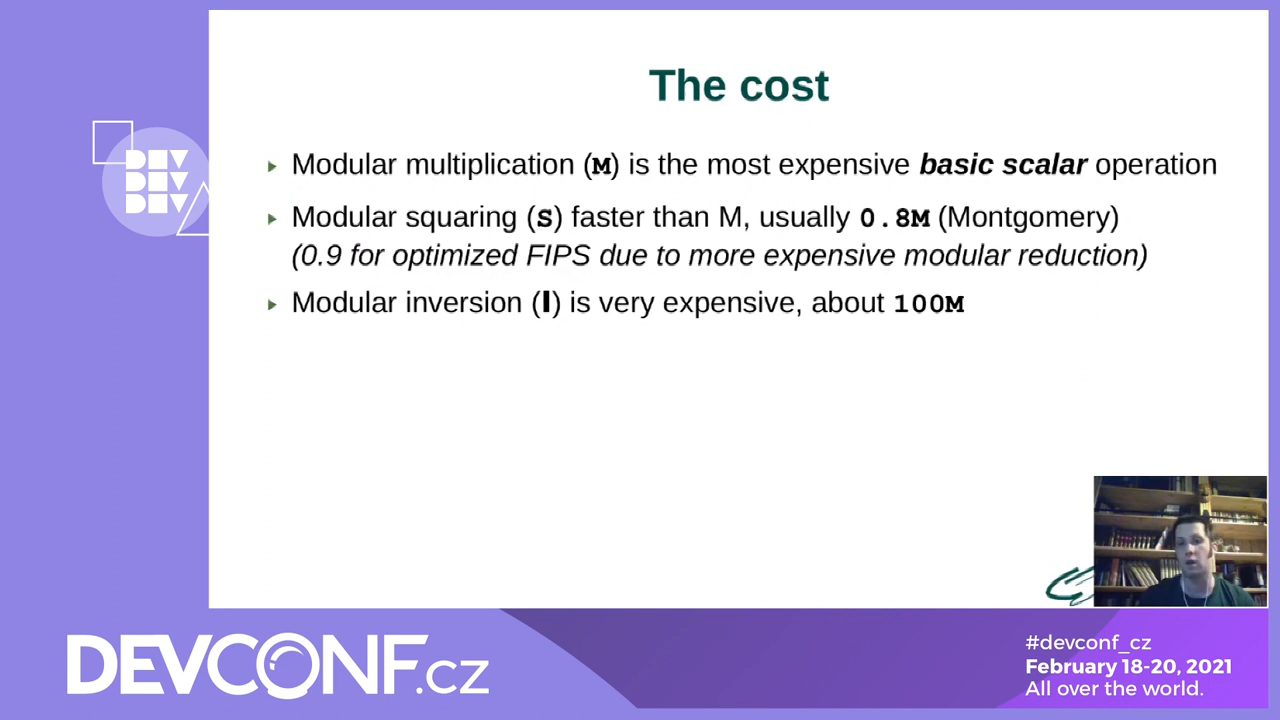 The cost
Modular multiplication (M) is the most expensive basic scalar operation
Modular squaring (S) faster than M, usually 0.8M (Montgomery)
(0.9 for optimized FIPS due to more expensive modular reduction)
Modular inversion (I) is very expensive, about 100M
DEV
DEV
DEV
DEVCONF.cz
#devconf_cz
February 18-20, 2021
All over the world.